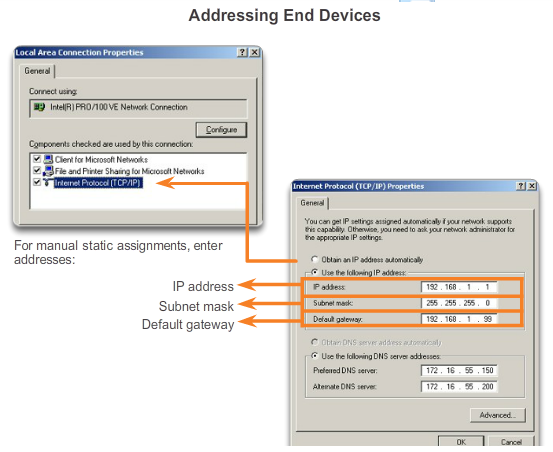 Addressing End Devices
Local Area Connection Properties
General
Connect using:
Intel(R) PRO/100 VE Network Connection
Configure
Components checked are used by this connection:
Client for Microsoft Networks
File and Printer Sharing for Microsoft Networks
Internet Protocol (TCP/IP)
For manual static assignments, enter
addresses:
IP address
Subnet mask
Default gateway
Internet Protocol (TCP/IP) Properties
General
You can get IP settings assigned automatically if your network supports
this capability. Otherwise, you need to ask your network administrator for
the appropriate IP settings.
Obtain an IP address automatically
Use the following IP address:
IP address: 192 . 168 . 1 . 1
Subnet mask: 255 . 255 . 255 . 0
Default gateway: 192 . 168 . 1 . 99
Obtain DNS server address automatically
Use the following DNS server addresses:
Preferred DNS server: 172 . 16 . 55 . 150
Alternate DNS server: 172 . 16 . 55 . 200
Advanced...
OK Cancel